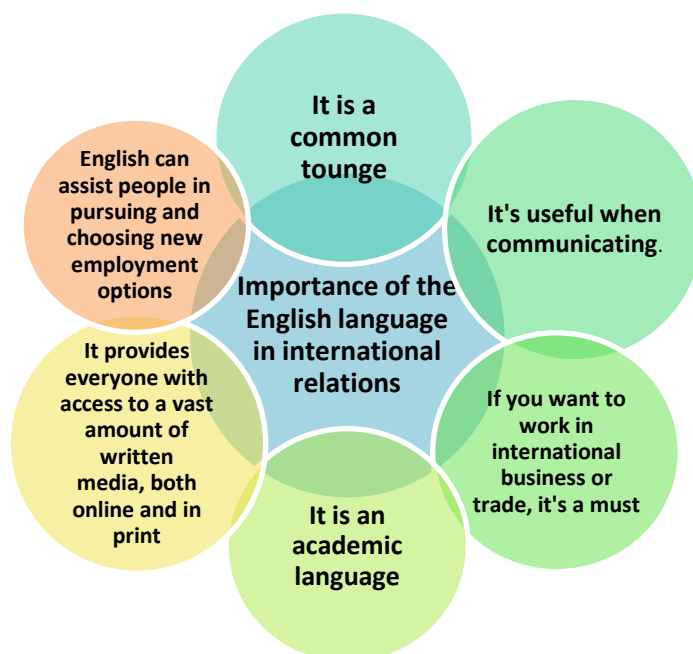 It is a
common
tounge
It's useful when
communicating.
If you want to
work in
international
business or
trade, it's a must
It is an
academic
language
It provides
everyone with
access to a vast
amount of
written
media, both
online and in
print
English can
assist people in
pursuing and
choosing new
employment
options
Importance of the
English language
in international
relations